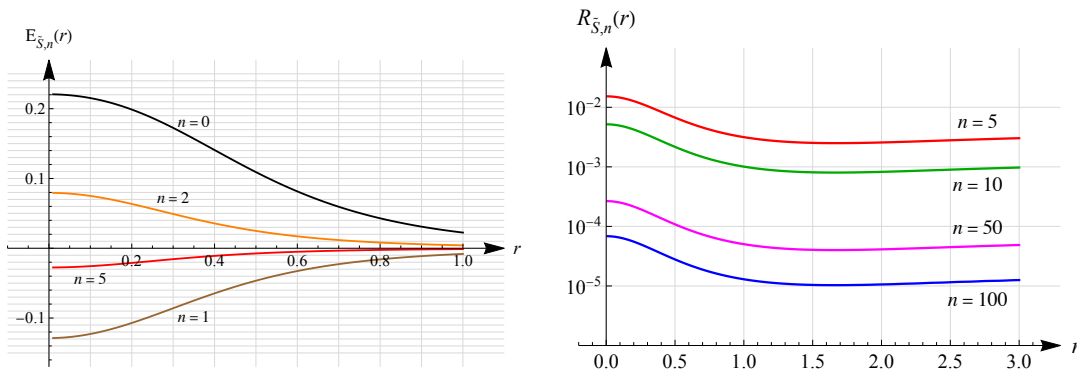 E_{S̃,n}(r)
0.2
n = 0
0.1
n = 2
0.2 0.4 0.6 0.8 1.0 r
n = 5
−0.1
n = 1
R_{S̃,n}(r)
10^{-2}
n = 5
10^{-3}
n = 10
10^{-4}
n = 50
10^{-5}
n = 100
0.0 0.5 1.0 1.5 2.0 2.5 3.0 r